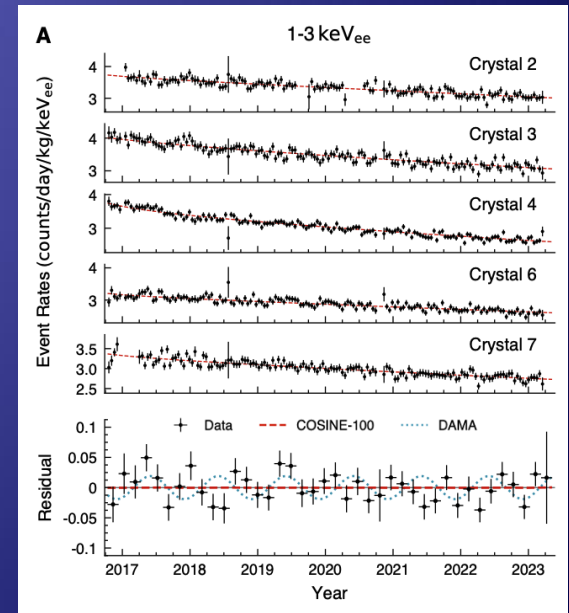 A
1-3 keVee
Event Rates (counts/day/kg/keVee)
Crystal 2
4
3
Crystal 3
4
3
Crystal 4
4
3
Crystal 6
4
3
Crystal 7
3.5
3.0
2.5
Data COSINE-100 DAMA
Residual
0.1
0.05
0
-0.05
-0.1
2017 2018 2019 2020 2021 2022 2023
Year